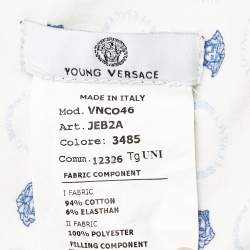 YOUNG VERSACE
MADE IN ITALY
Mod. VNCO46
Art. JEB2A
Colore: 3485
Comm. 12326 Tg UNI
FABRIC COMPONENT
I FABRIC
94% COTTON
6% ELASTHAN
II FABRIC
100% POLYESTER
FILLING COMPONENT